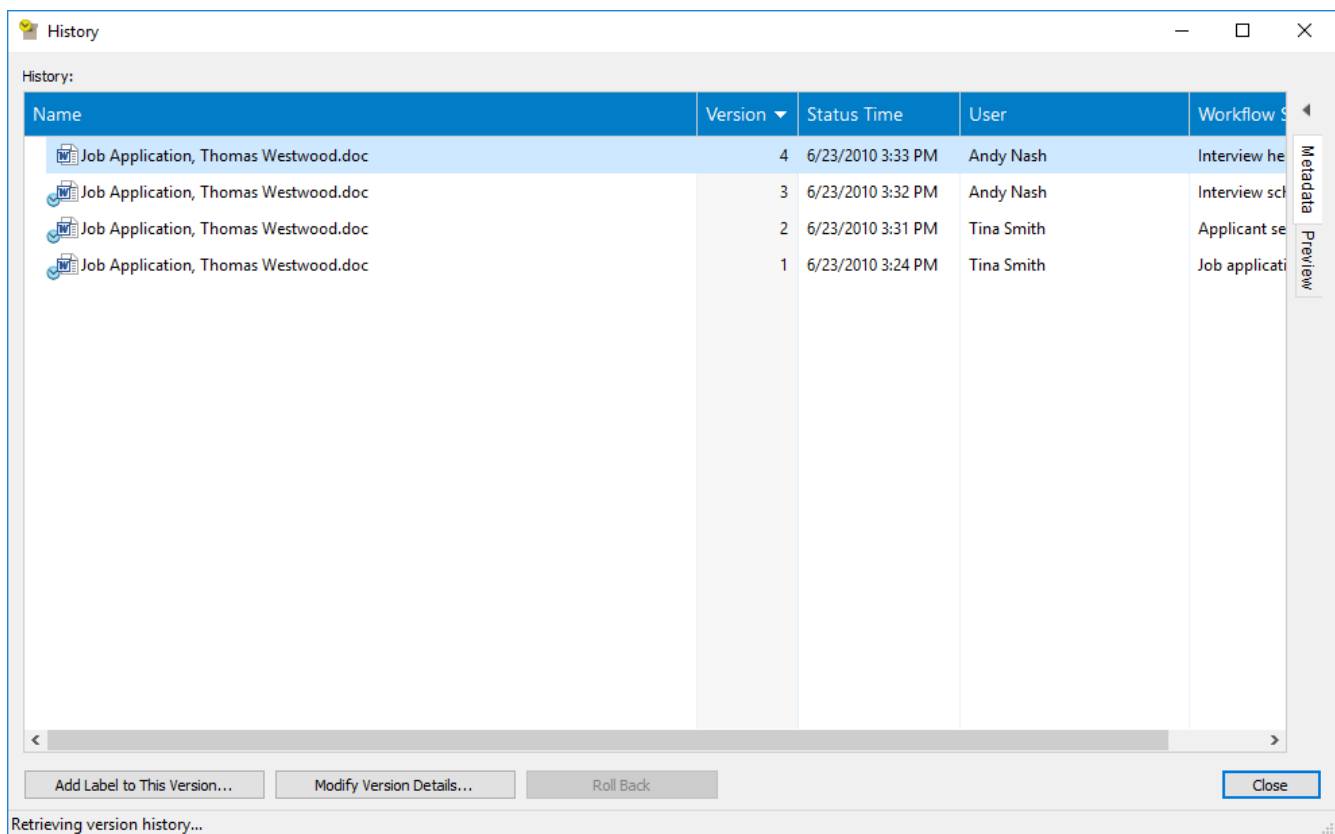 History
History:
Name Version Status Time User Workflow S
Job Application, Thomas Westwood.doc 4 6/23/2010 3:33 PM Andy Nash Interview he
Job Application, Thomas Westwood.doc 3 6/23/2010 3:32 PM Andy Nash Interview sch
Job Application, Thomas Westwood.doc 2 6/23/2010 3:31 PM Tina Smith Applicant se
Job Application, Thomas Westwood.doc 1 6/23/2010 3:24 PM Tina Smith Job applicati
Metadata
Preview
Add Label to This Version... Modify Version Details... Roll Back Close
Retrieving version history...